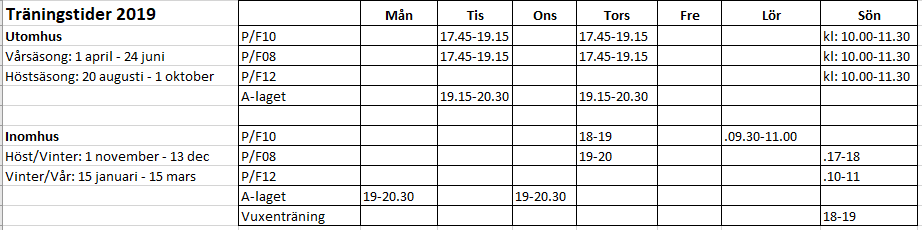 Träningstider 2019 Mån Tis Ons Tors Fre Lör Sön
Utomhus P/F10 17.45-19.15 17.45-19.15 kl: 10.00-11.30
Vårsäsong: 1 april - 24 juni P/F08 17.45-19.15 17.45-19.15 kl: 10.00-11.30
Höstsäsong: 20 augusti - 1 oktober P/F12 kl: 10.00-11.30
A-laget 19.15-20.30 19.15-20.30
Inomhus P/F10 18-19 .09.30-11.00
Höst/Vinter: 1 november - 13 dec P/F08 19-20 .17-18
Vinter/Vår: 15 januari - 15 mars P/F12 .10-11
A-laget 19-20.30 19-20.30
Vuxenträning 18-19